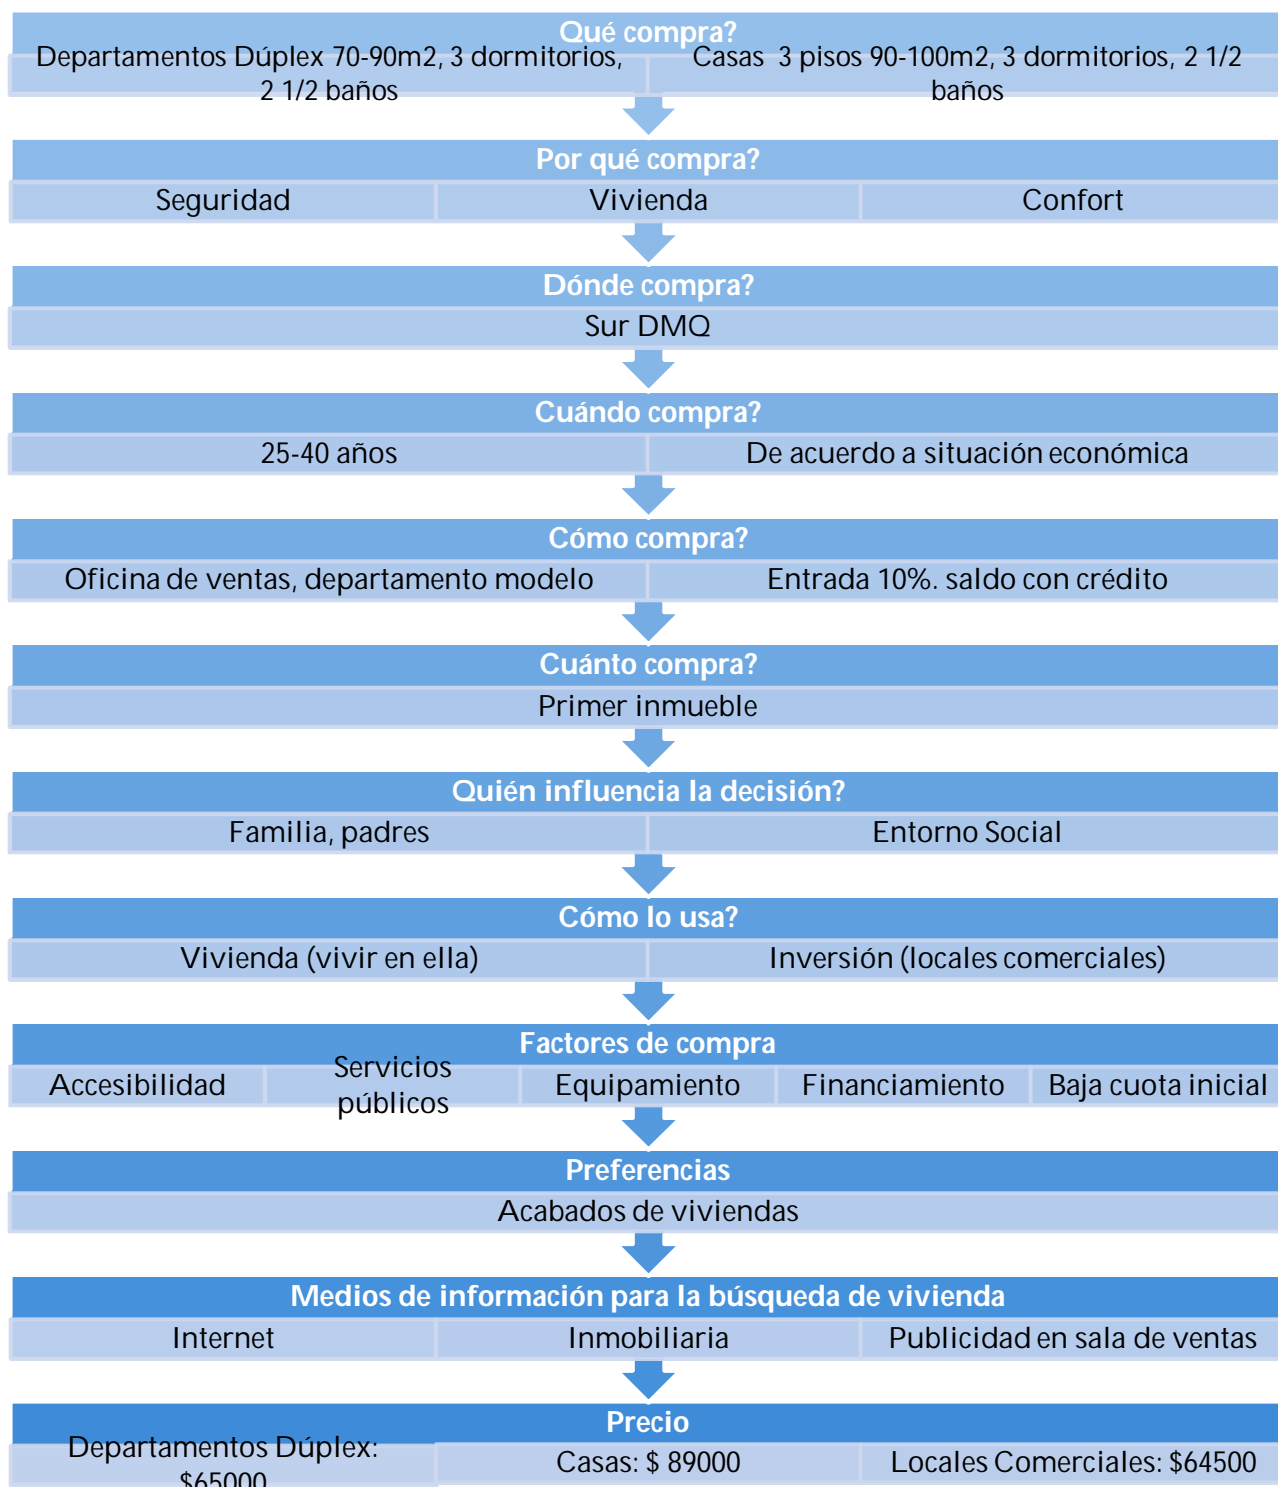 Qué compra?
Departamentos Dúplex 70-90m2, 3 dormitorios,
2 1/2 baños
Casas 3 pisos 90-100m2, 3 dormitorios, 2 1/2
baños
Por qué compra?
Seguridad
Vivienda
Confort
Dónde compra?
Sur DMQ
Cuándo compra?
25-40 años
De acuerdo a situación económica
Cómo compra?
Oficina de ventas, departamento modelo
Entrada 10%. saldo con crédito
Cuánto compra?
Primer inmueble
Quién influencia la decisión?
Familia, padres
Entorno Social
Cómo lo usa?
Vivienda (vivir en ella)
Inversión (locales comerciales)
Factores de compra
Accesibilidad
Servicios
públicos
Equipamiento
Financiamiento
Baja cuota inicial
Preferencias
Acabados de viviendas
Medios de información para la búsqueda de vivienda
Internet
Inmobiliaria
Publicidad en sala de ventas
Precio
Departamentos Dúplex:
$65000
Casas: $ 89000
Locales Comerciales: $64500